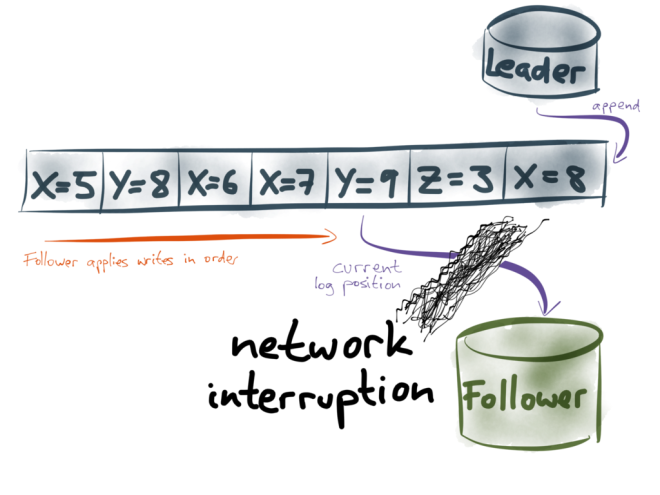 Leader
append
X=5 Y=8 X=6 X=7 Y=9 Z=3 X=8
Follower applies writes in order
current
log position
network
interruption
Follower